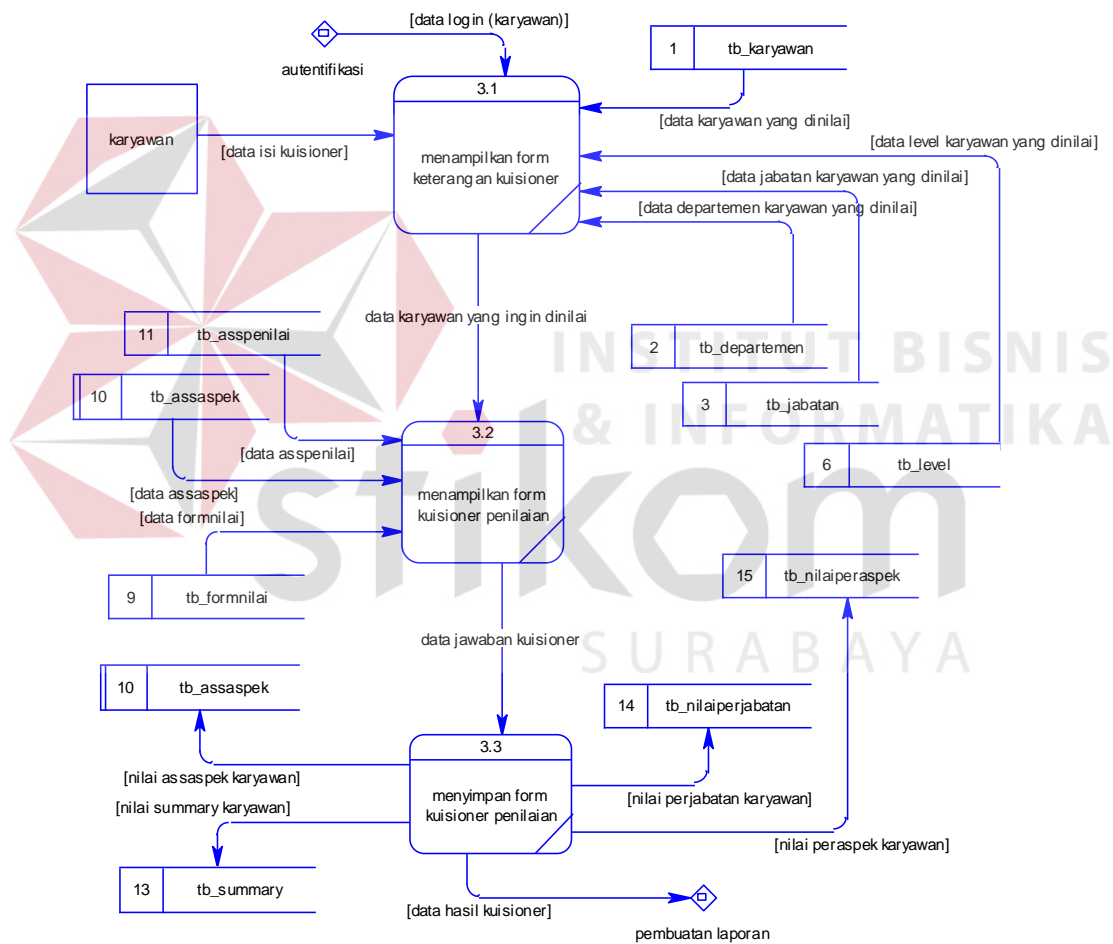 [data login (karyawan)]
autentifikasi
1 tb_karyawan
3.1
karyawan
[data isi kuisioner]
menampilkan form
keterangan kuisioner
[data karyawan yang dinilai]
[data level karyawan yang dinilai]
[data jabatan karyawan yang dinilai]
[data departemen karyawan yang dinilai]
data karyawan yang ingin dinilai
11 tb_asspenilai
2 tb_departemen
10 tb_assaspek
3 tb_jabatan
6 tb_level
INSTITUT BISNIS
& INFORMATIKA
stikom
SURABAYA
3.2
[data asspenilai]
menampilkan form
kuisioner penilaian
[data assaspek]
[data formnilai]
9 tb_formnilai
15 tb_nilaiperaspek
data jawaban kuisioner
10 tb_assaspek
14 tb_nilaiperjabatan
3.3
[nilai assaspek karyawan]
menyimpan form
kuisioner penilaian
[nilai perjabatan karyawan]
[nilai summary karyawan]
[nilai peraspek karyawan]
13 tb_summary
[data hasil kuisioner]
pembuatan laporan